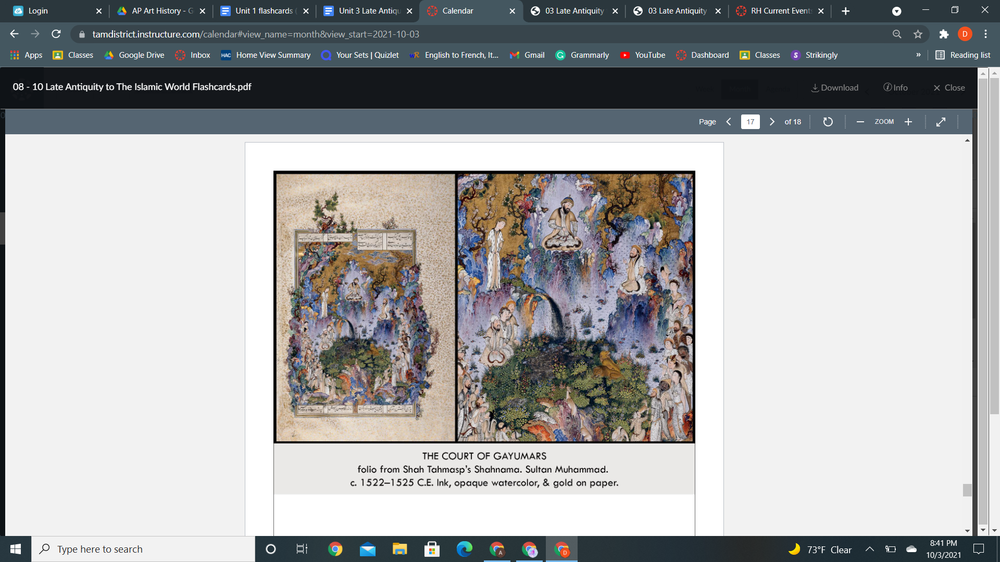 Login
AP Art History - G
Unit 1 flashcards (
Unit 3 Late Antiqu
Calendar
03 Late Antiquity
03 Late Antiquity
RH Current Events
tamdistrict.instructure.com/calendar#view_name=month&view_start=2021-10-03
D
Apps
Classes
Google Drive
Inbox
HAC Home View Summary
Your Sets | Quizlet
WR English to French, It...
Gmail
Grammarly
YouTube
Dashboard
Classes
S Strikingly
»
Reading list
08 - 10 Late Antiquity to The Islamic World Flashcards.pdf
Download
Info
Close
Page 17 of 18
ZOOM
THE COURT OF GAYUMARS
folio from Shah Tahmasp's Shahnama. Sultan Muhammad.
c. 1522–1525 C.E. Ink, opaque watercolor, & gold on paper.
Type here to search
A
D
73°F Clear
8:41 PM
10/3/2021